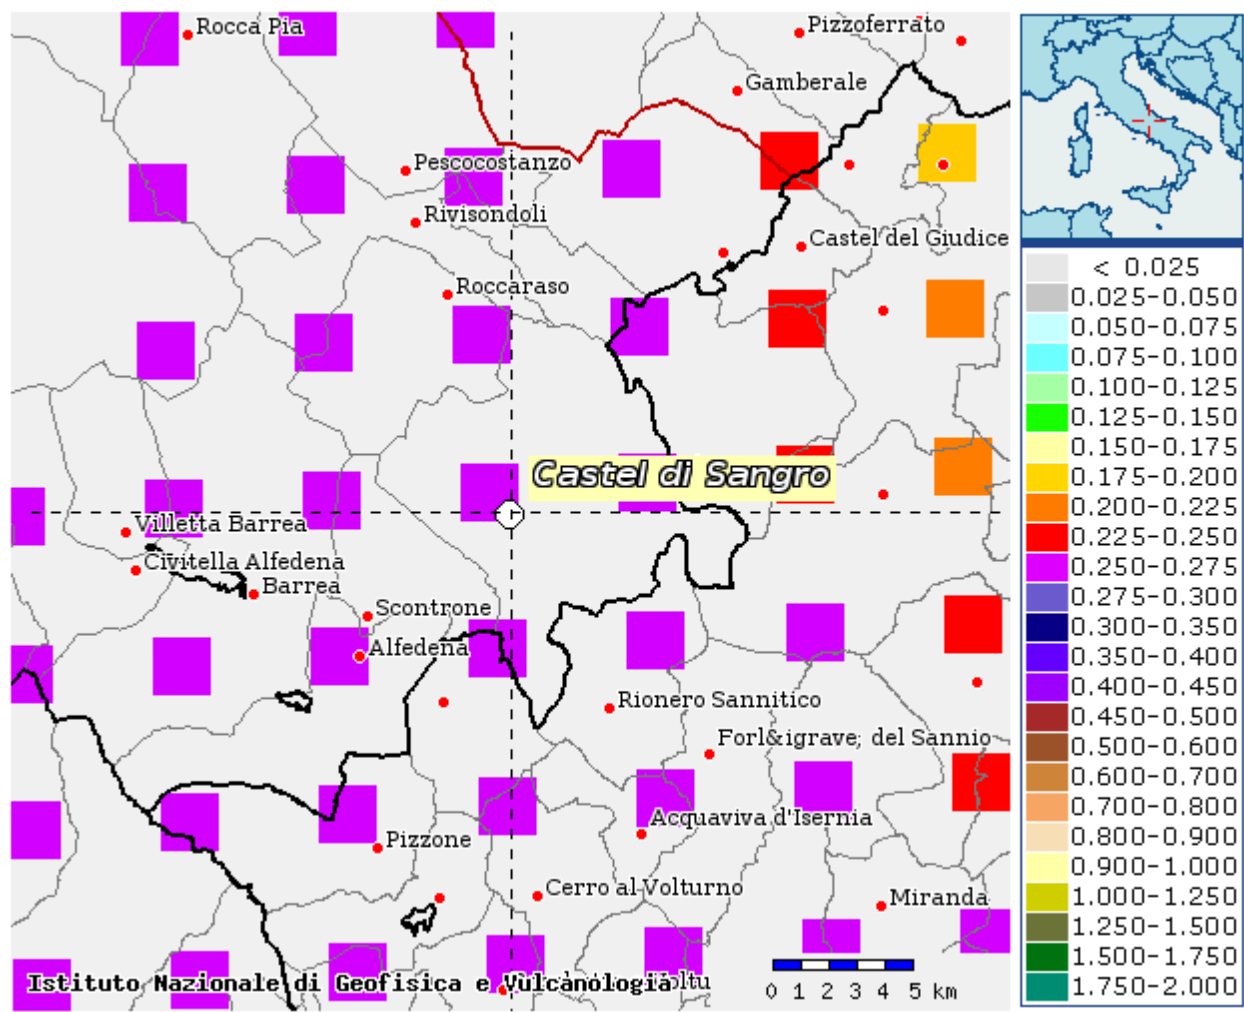 Rocca Pia
Pizzoferrato
Gamberale
Pescocostanzo
Rivisondoli
Castel del Giudice
Roccaraso
Castel di Sangro
Villetta Barrea
Civitella Alfedena
Barrea
Scontrone
Alfedena
Rionero Sannitico
Forl&igrave; del Sannio
Acquaviva d'Isernia
Pizzone
Cerro al Volturno
Miranda
Istituto Nazionale di Geofisica e Vulcanologia
0 1 2 3 4 5 km
< 0.025
0.025-0.050
0.050-0.075
0.075-0.100
0.100-0.125
0.125-0.150
0.150-0.175
0.175-0.200
0.200-0.225
0.225-0.250
0.250-0.275
0.275-0.300
0.300-0.350
0.350-0.400
0.400-0.450
0.450-0.500
0.500-0.600
0.600-0.700
0.700-0.800
0.800-0.900
0.900-1.000
1.000-1.250
1.250-1.500
1.500-1.750
1.750-2.000